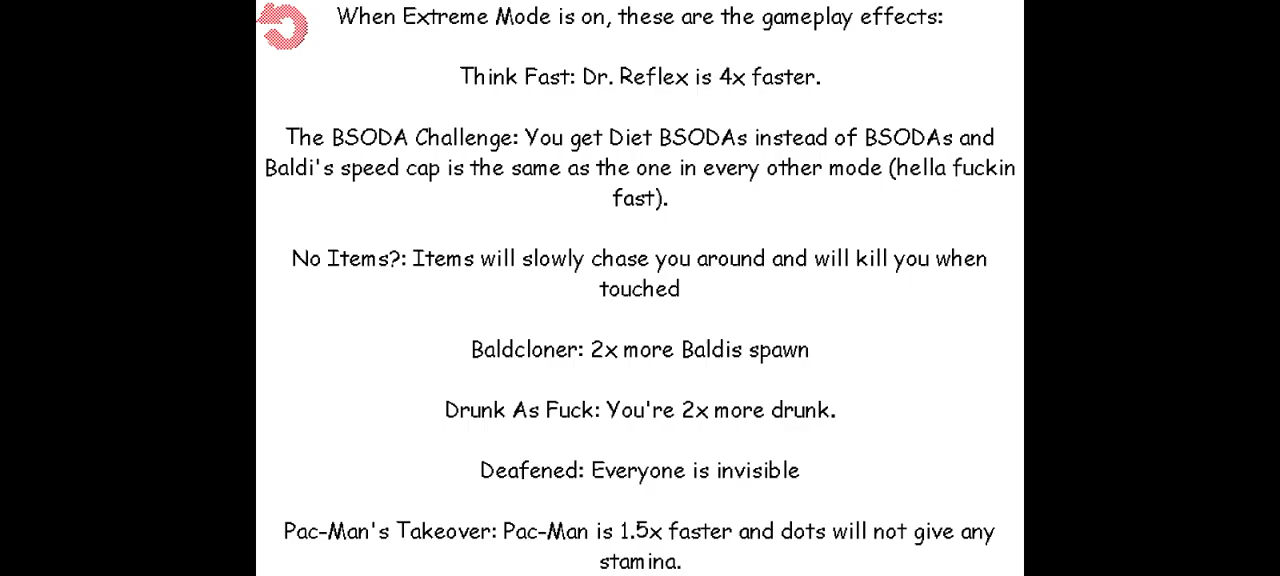 When Extreme Mode is on, these are the gameplay effects:
Think Fast: Dr. Reflex is 4x faster.
The BSODA Challenge: You get Diet BSODAs instead of BSODAs and
Baldi's speed cap is the same as the one in every other mode (hella fuckin
fast).
No Items?: Items will slowly chase you around and will kill you when
touched
Baldcloner: 2x more Baldis spawn
Drunk As Fuck: You're 2x more drunk.
Deafened: Everyone is invisible
Pac-Man's Takeover: Pac-Man is 1.5x faster and dots will not give any
stamina.